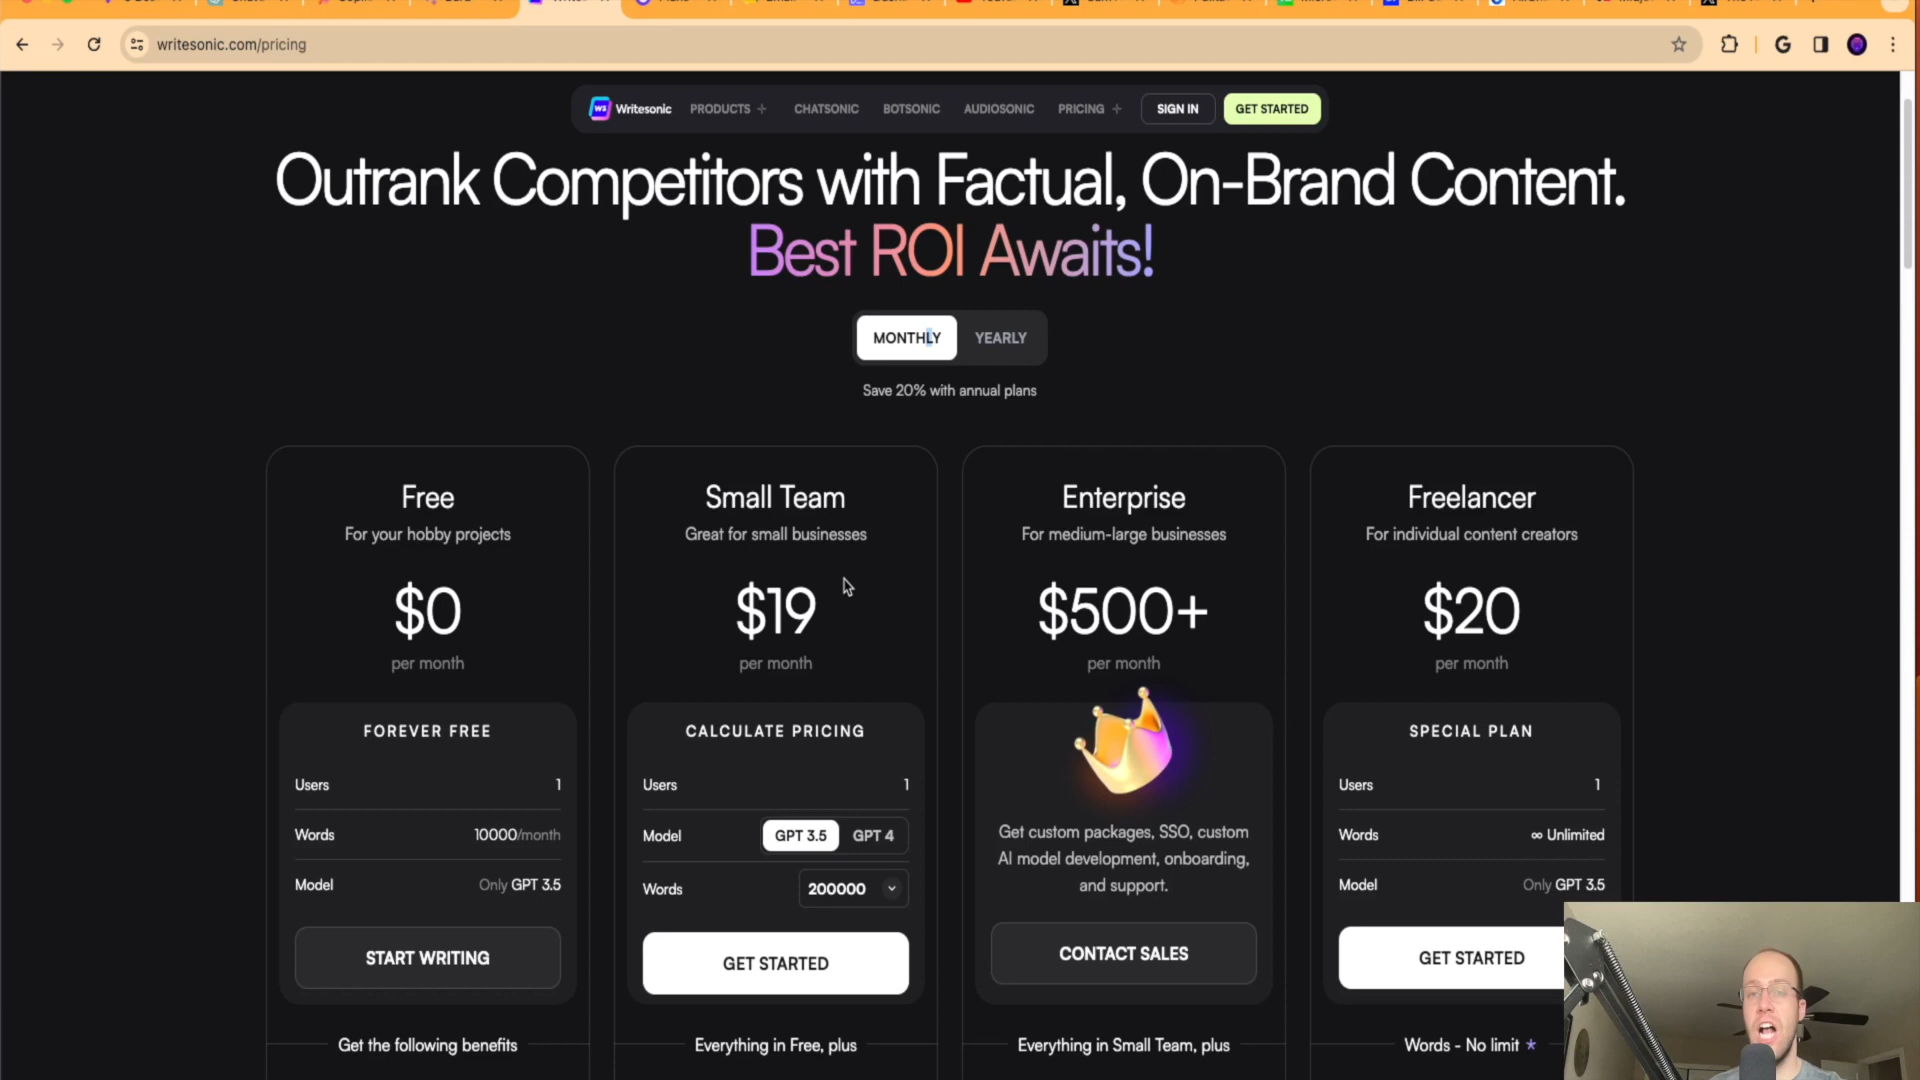 writesonic.com/pricing
WS Writesonic PRODUCTS + CHATSONIC BOTSONIC AUDIOSONIC PRICING + SIGN IN GET STARTED
Outrank Competitors with Factual, On-Brand Content.
Best ROI Awaits!
MONTHLY YEARLY
Save 20% with annual plans
Free
For your hobby projects
$0
per month
FOREVER FREE
Users 1
Words 10000/month
Model Only GPT 3.5
START WRITING
Get the following benefits
Small Team
Great for small businesses
$19
per month
CALCULATE PRICING
Users 1
Model GPT 3.5 GPT 4
Words 200000
GET STARTED
Everything in Free, plus
Enterprise
For medium-large businesses
$500+
per month
Get custom packages, SSO, custom
AI model development, onboarding,
and support.
CONTACT SALES
Everything in Small Team, plus
Freelancer
For individual content creators
$20
per month
SPECIAL PLAN
Users 1
Words ∞ Unlimited
Model Only GPT 3.5
GET STARTED
Words - No limit *